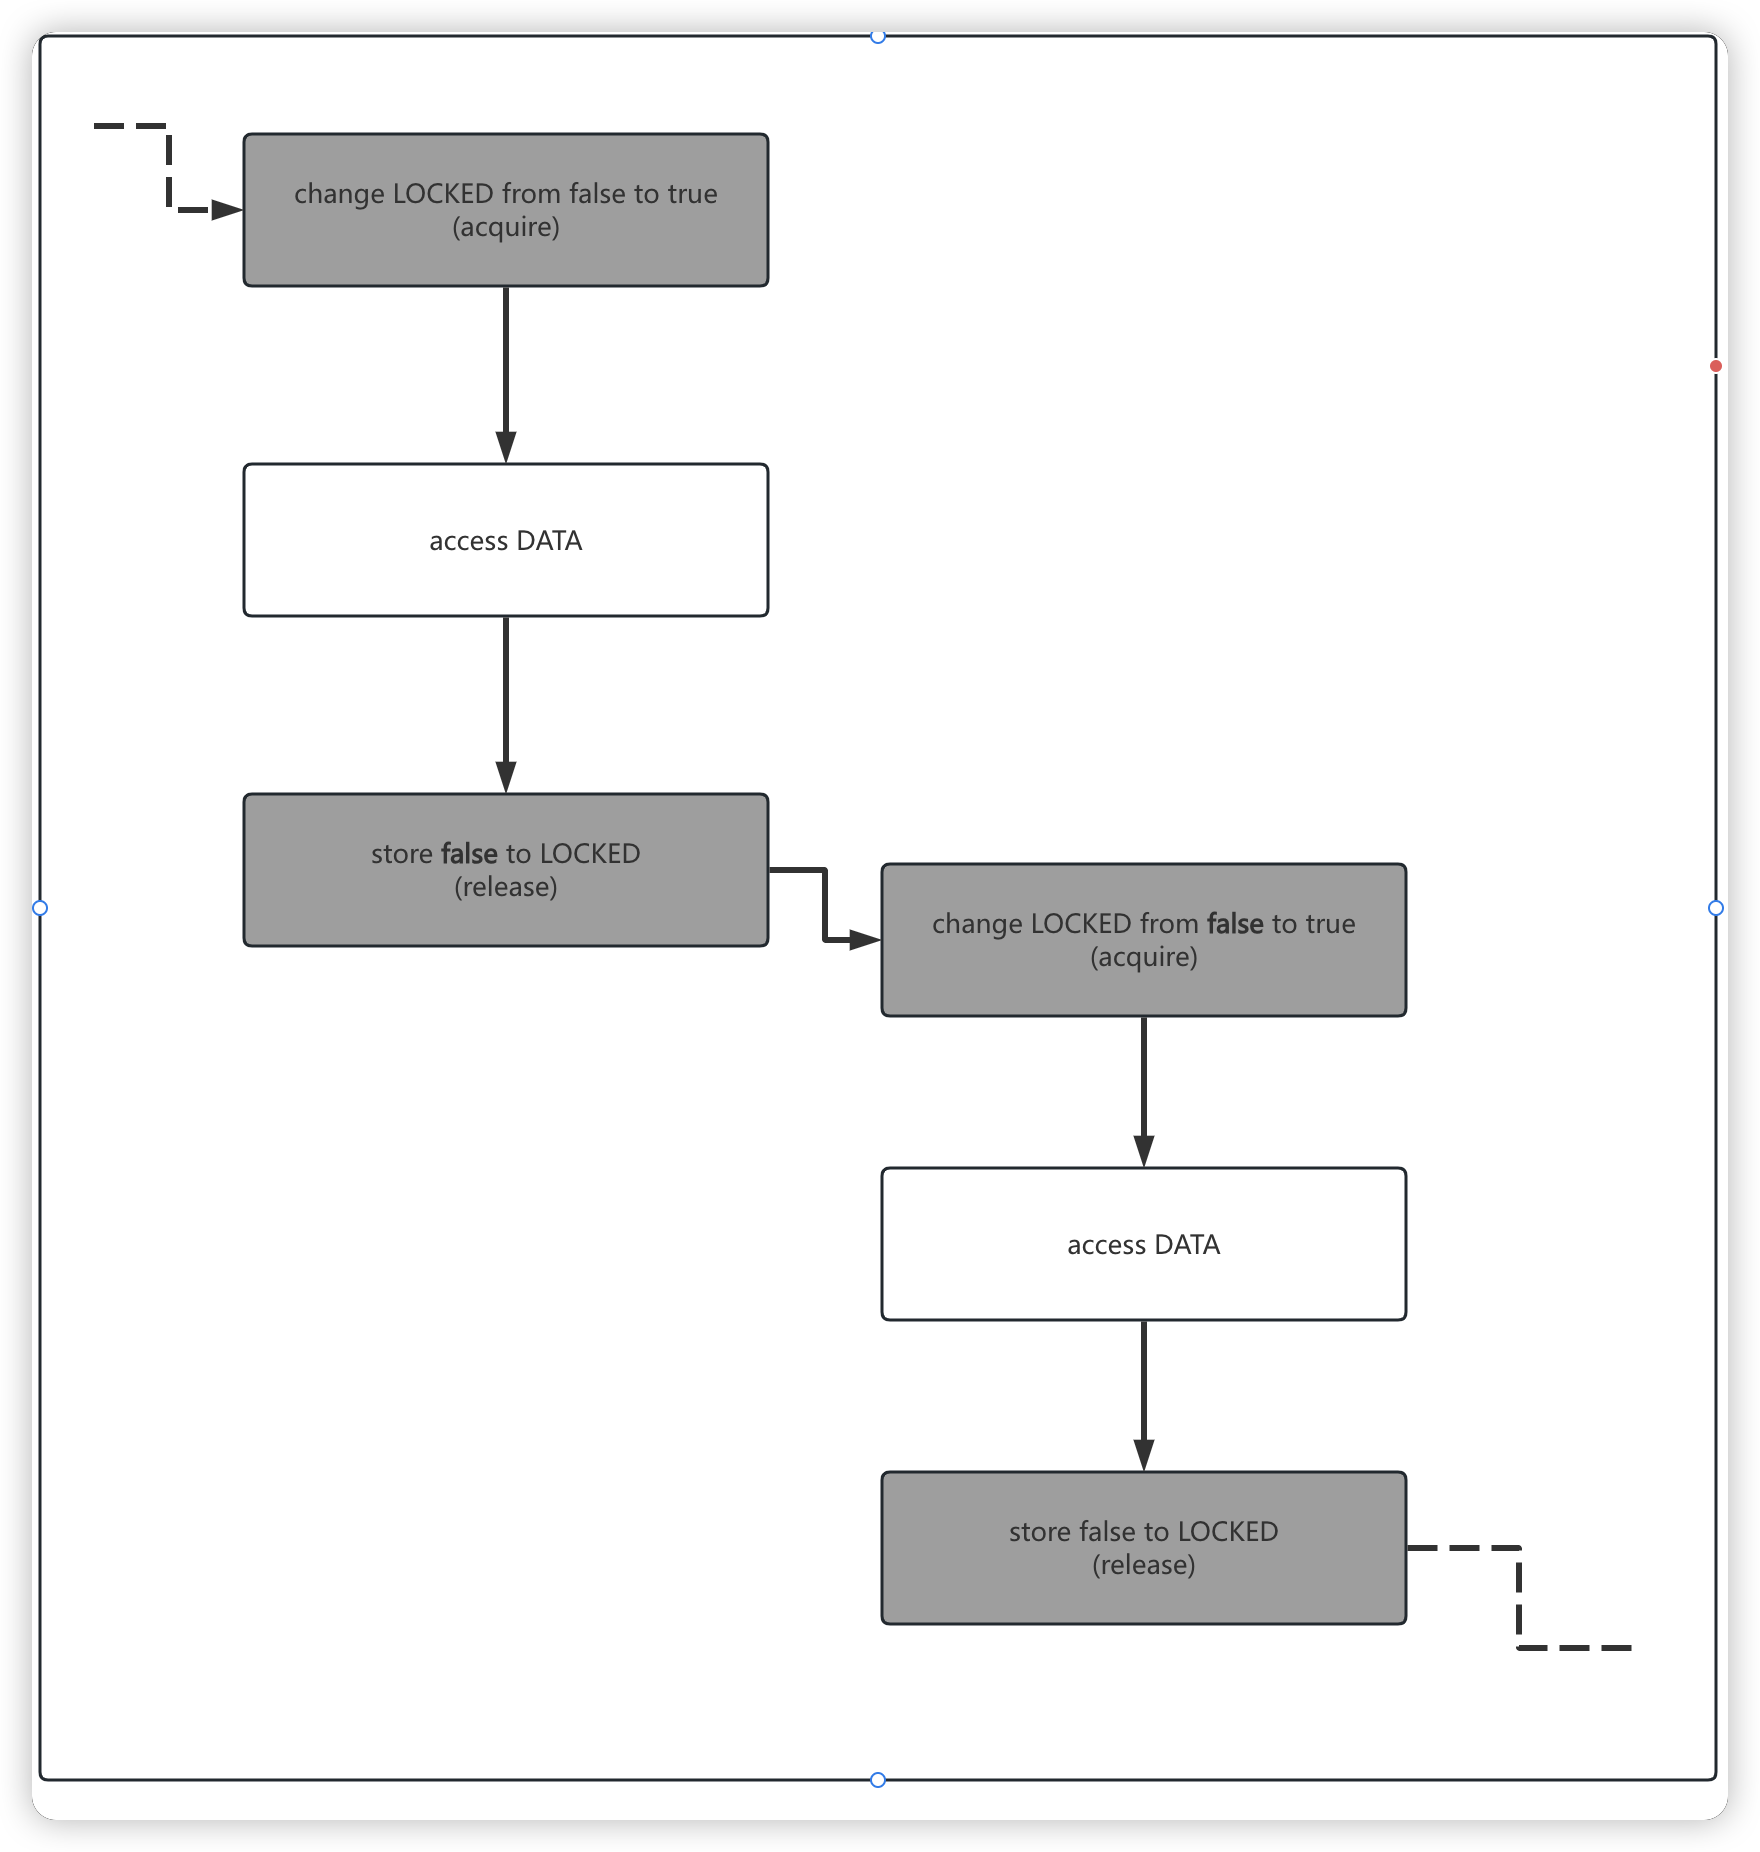 change LOCKED from false to true
(acquire)
access DATA
store false to LOCKED
(release)
change LOCKED from false to true
(acquire)
access DATA
store false to LOCKED
(release)